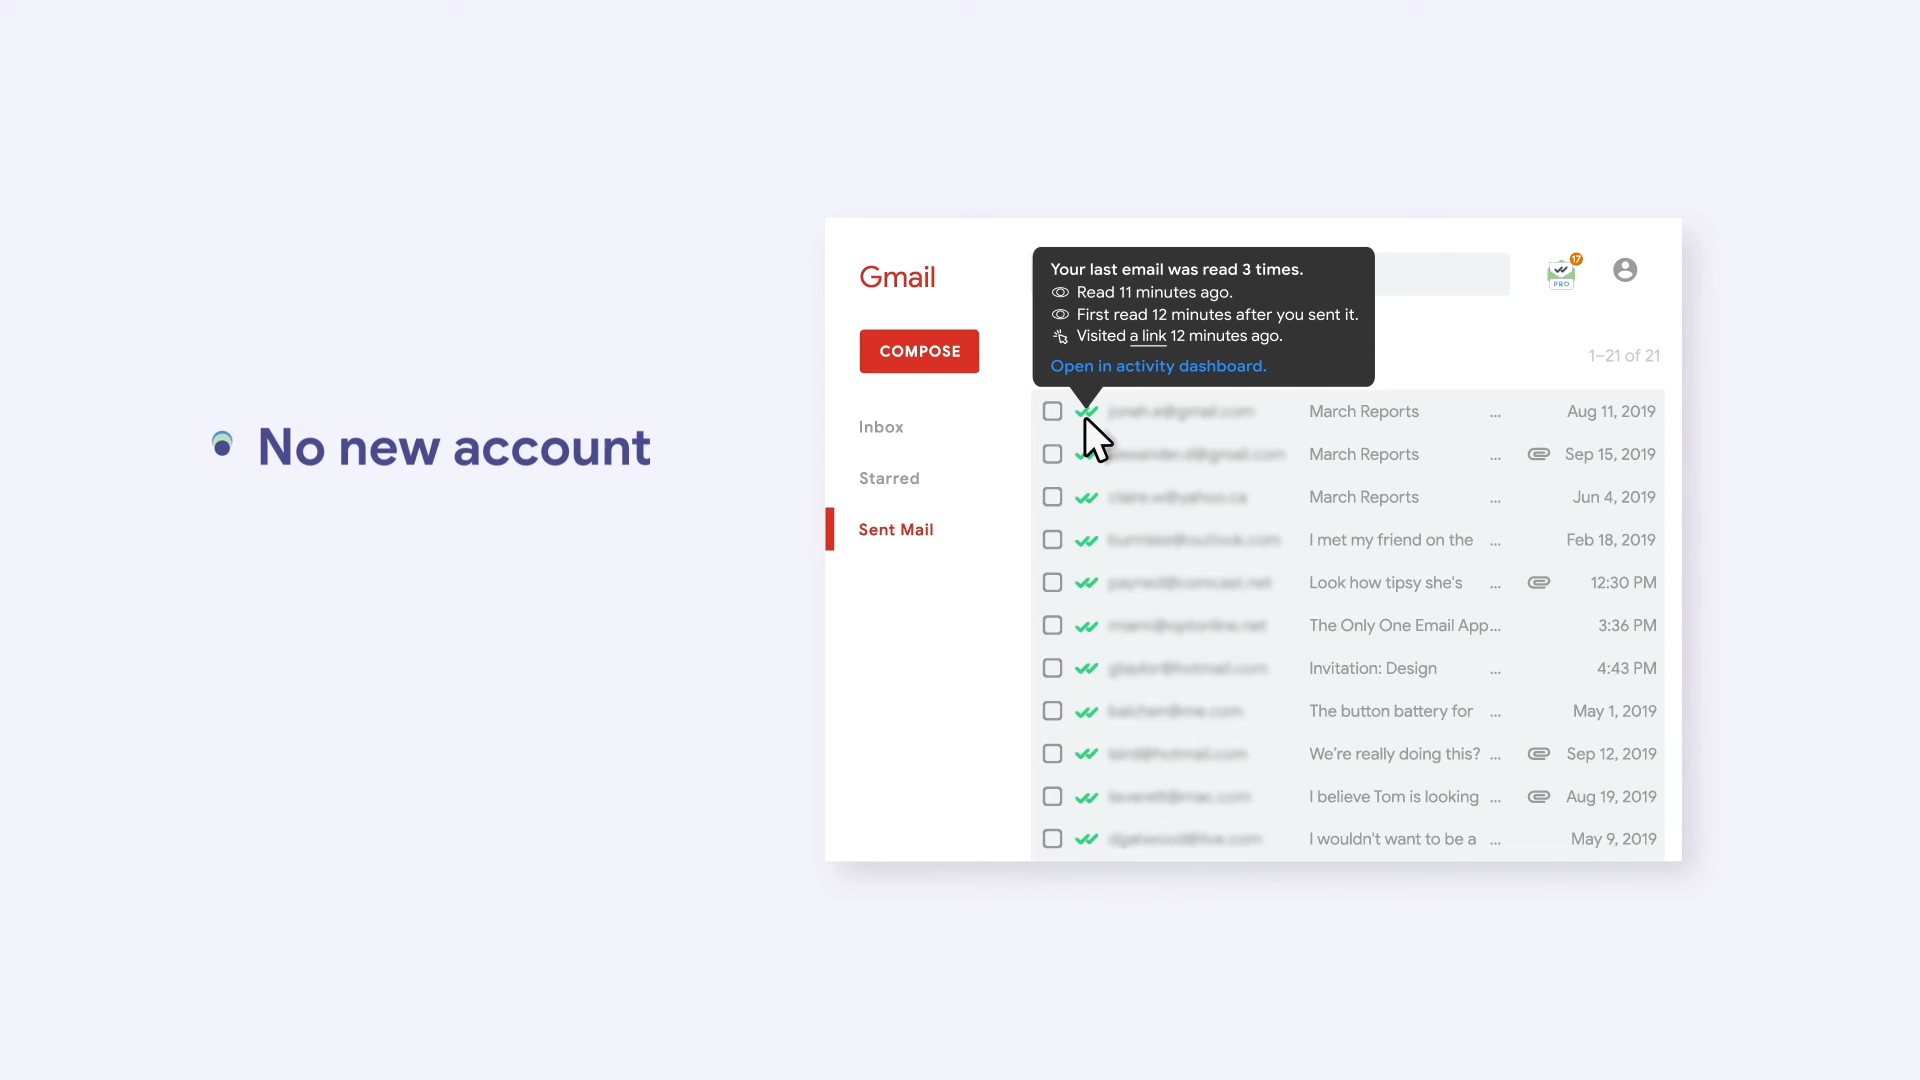 No new account
Gmail
COMPOSE
Inbox
Starred
Sent Mail
Your last email was read 3 times.
Read 11 minutes ago.
First read 12 minutes after you sent it.
Visited a link 12 minutes ago.
Open in activity dashboard.
17
PRO
1–21 of 21
March Reports ... Aug 11, 2019
March Reports ... Sep 15, 2019
March Reports ... Jun 4, 2019
I met my friend on the ... Feb 18, 2019
Look how tipsy she's ... 12:30 PM
The Only One Email App... 3:36 PM
Invitation: Design ... 4:43 PM
The button battery for ... May 1, 2019
We're really doing this? ... Sep 12, 2019
I believe Tom is looking ... Aug 19, 2019
I wouldn't want to be a ... May 9, 2019